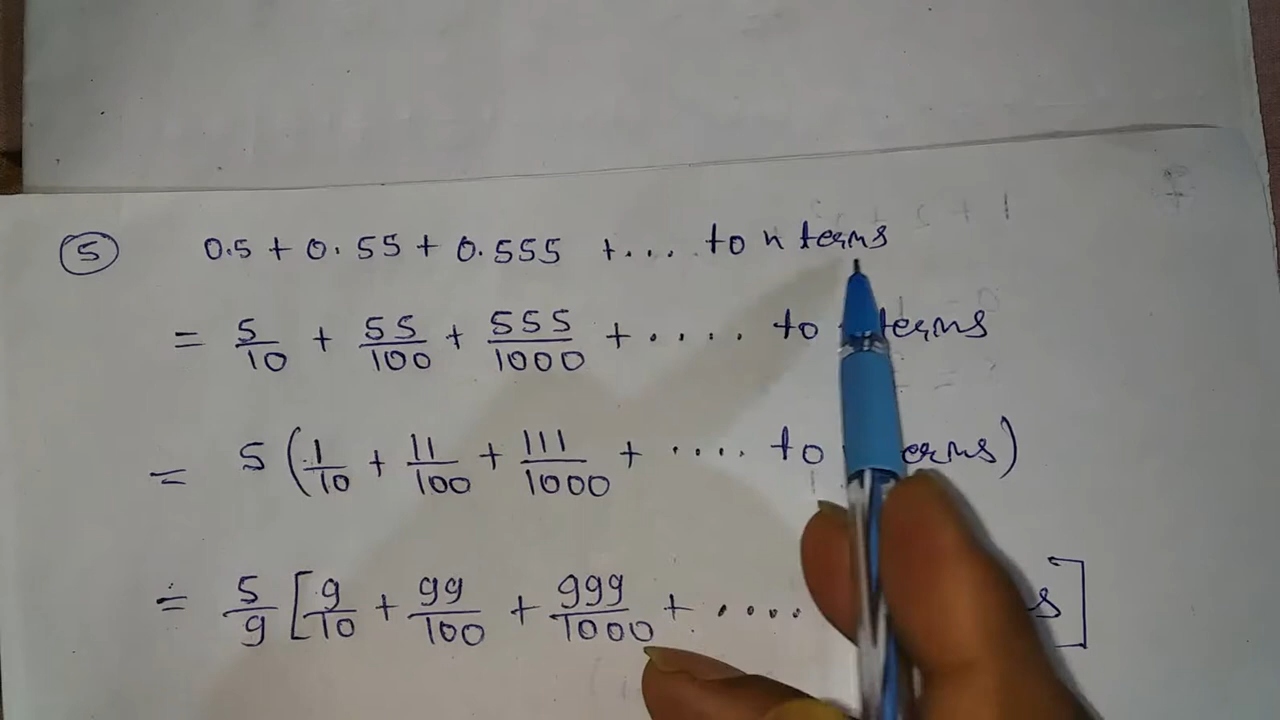 ⑤ 0.5 + 0.55 + 0.555 +... to n terms
= 5/10 + 55/100 + 555/1000 + .... to terms
= 5 (1/10 + 11/100 + 111/1000 + .... to erms)
= 5/9 [9/10 + 99/100 + 999/1000 + .... s]